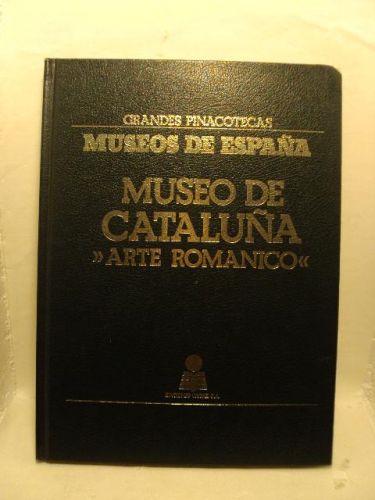 GRANDES PINACOTECAS
MUSEOS DE ESPAÑA
MUSEO DE
CATALUÑA
»ARTE ROMANICO«
S.A.